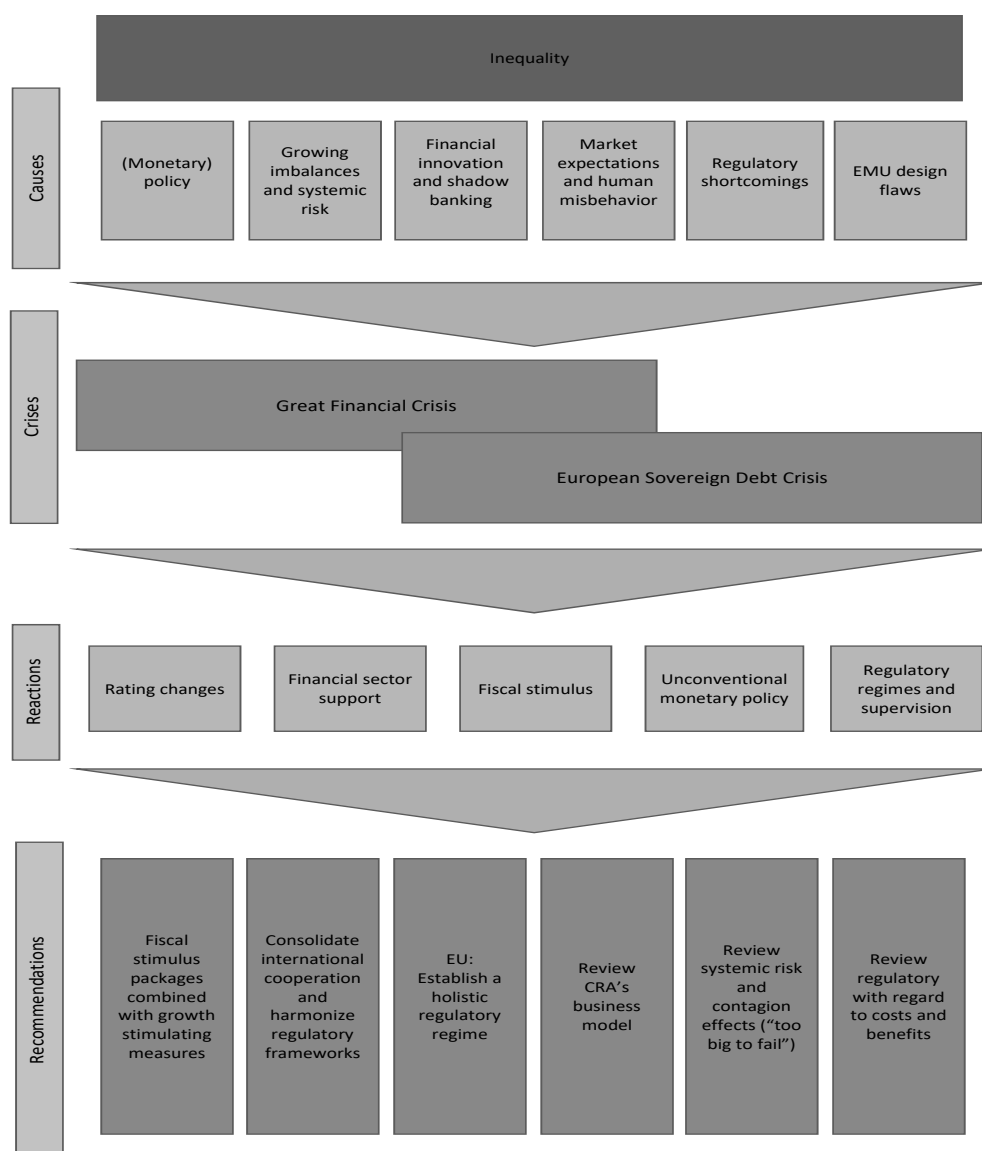 Inequality
Causes
(Monetary)
policy
Growing
imbalances
and systemic
risk
Financial
innovation
and shadow
banking
Market
expectations
and human
misbehavior
Regulatory
shortcomings
EMU design
flaws
Crises
Great Financial Crisis
European Sovereign Debt Crisis
Reactions
Rating changes
Financial sector
support
Fiscal stimulus
Unconventional
monetary policy
Regulatory
regimes and
supervision
Recommendations
Fiscal
stimulus
packages
combined
with growth
stimulating
measures
Consolidate
international
cooperation
and
harmonize
regulatory
frameworks
EU:
Establish a
holistic
regulatory
regime
Review
CRA’s
business
model
Review
systemic risk
and
contagion
effects (“too
big to fail”)
Review
regulatory
with regard
to costs and
benefits